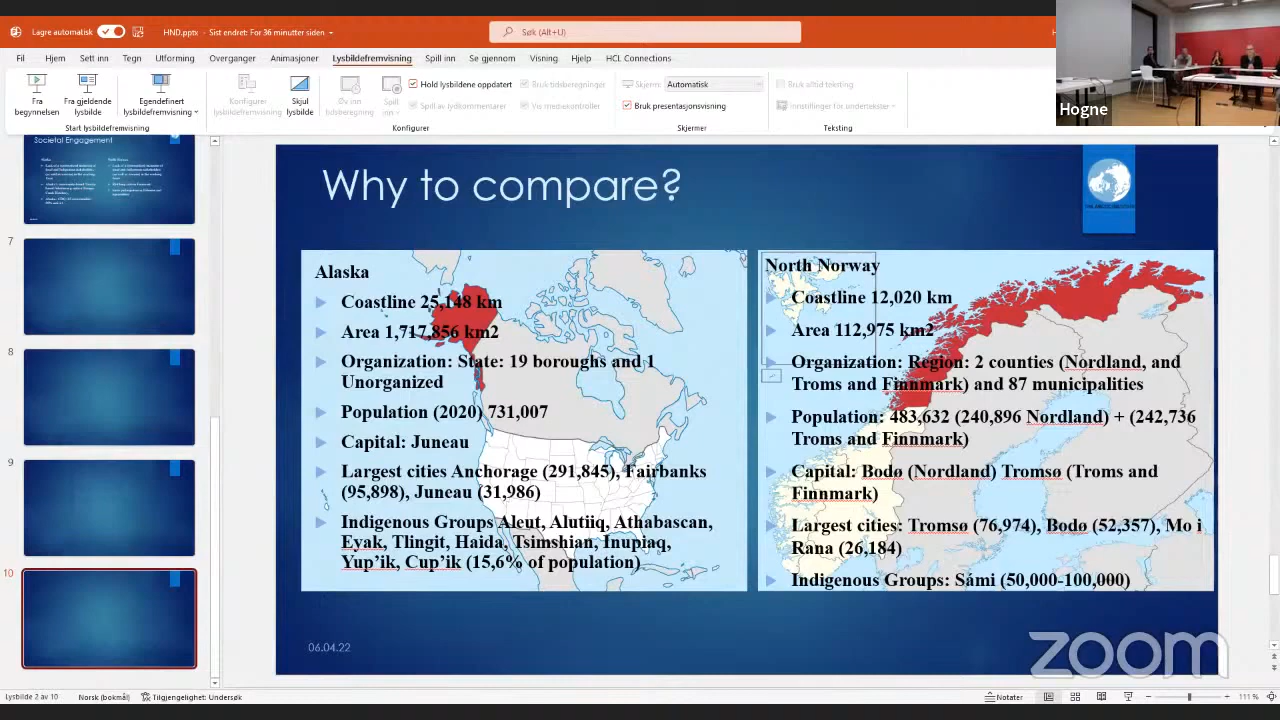 Lagre automatisk
HND.pptx
Sist endret: For 36 minutter siden
Søk (Alt+U)
Fil Hjem Sett inn Tegn Utforming Overganger Animasjoner Lysbildefremvisning Spill inn Se gjennom Visning Hjelp HCL Connections
Fra begynnelsen
Fra gjeldende lysbilde
Egendefinert lysbildefremvisning
Start lysbildefremvisning
Konfigurer lysbildefremvisning
Skjul lysbilde
Øv inn tidsberegning
Spill inn
Hold lysbildene oppdatert
Spill av lydkommentarer
Bruk tidsberegninger
Vis mediekontroller
Konfigurer
Skjerm: Automatisk
Bruk presentasjonsvisning
Skjermer
Bruk alltid teksting
Innstillinger for undertekster
Teksting
Hogne
Societal Engagement
7
8
9
10
Why to compare?
Alaska
Coastline 25,148 km
Area 1,717,856 km2
Organization: State: 19 boroughs and 1
Unorganized
Population (2020) 731,007
Capital: Juneau
Largest cities Anchorage (291,845), Fairbanks
(95,898), Juneau (31,986)
Indigenous Groups Aleut, Alutiiq, Athabascan,
Eyak, Tlingit, Haida, Tsimshian, Inupiaq,
Yup’ik, Cup’ik (15,6% of population)
North Norway
Coastline 12,020 km
Area 112,975 km2
Organization: Region: 2 counties (Nordland, and
Troms and Finnmark) and 87 municipalities
Population: 483,632 (240,896 Nordland) + (242,736
Troms and Finnmark)
Capital: Bodø (Nordland) Tromsø (Troms and
Finnmark)
Largest cities: Tromsø (76,974), Bodø (52,357), Mo i
Rana (26,184)
Indigenous Groups: Sámi (50,000-100,000)
06.04.22
zoom
Lysbilde 2 av 10
Norsk (bokmål)
Tilgjengelighet: Undersøk
Notater
111 %